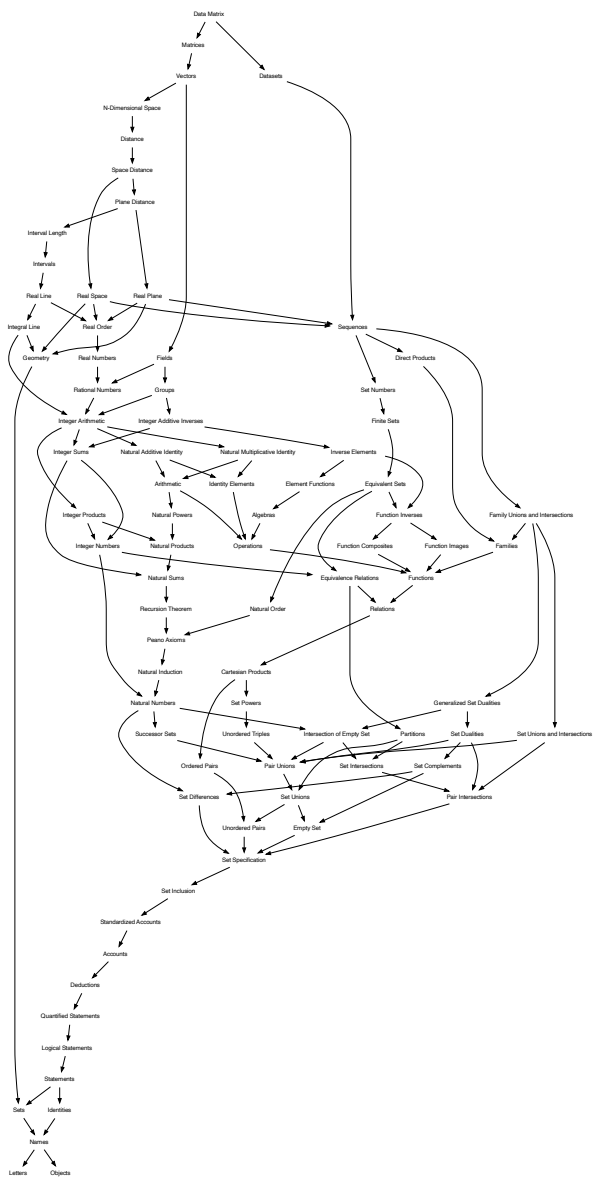 Data Matrix
Matrices
Vectors
Datasets
N-Dimensional Space
Distance
Space Distance
Plane Distance
Interval Length
Intervals
Real Line
Real Space
Real Plane
Integral Line
Real Order
Sequences
Geometry
Real Numbers
Fields
Direct Products
Rational Numbers
Groups
Set Numbers
Integer Arithmetic
Integer Additive Inverses
Finite Sets
Integer Sums
Natural Additive Identity
Natural Multiplicative Identity
Inverse Elements
Arithmetic
Identity Elements
Element Functions
Equivalent Sets
Integer Products
Natural Powers
Algebras
Function Inverses
Family Unions and Intersections
Integer Numbers
Natural Products
Operations
Function Composites
Function Images
Families
Natural Sums
Equivalence Relations
Functions
Recursion Theorem
Natural Order
Relations
Peano Axioms
Natural Induction
Cartesian Products
Natural Numbers
Set Powers
Generalized Set Dualities
Successor Sets
Unordered Triples
Intersection of Empty Set
Partitions
Set Dualities
Set Unions and Intersections
Ordered Pairs
Pair Unions
Set Intersections
Set Complements
Set Differences
Set Unions
Pair Intersections
Unordered Pairs
Empty Set
Set Specification
Set Inclusion
Standardized Accounts
Accounts
Deductions
Quantified Statements
Logical Statements
Statements
Sets
Identities
Names
Letters
Objects